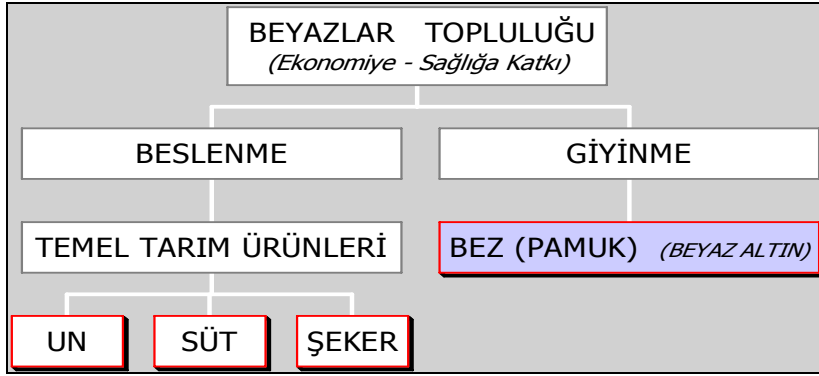 BEYAZLAR TOPLULUĞU
(Ekonomiye - Sağlığa Katkı)
BESLENME
GİYİNME
TEMEL TARIM ÜRÜNLERİ
BEZ (PAMUK) (BEYAZ ALTIN)
UN
SÜT
ŞEKER